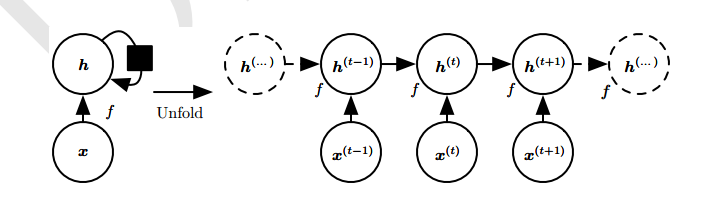 h h^(...) h^(t−1) h^(t) h^(t+1) h^(...)
f f f f f
Unfold
x x^(t−1) x^(t) x^(t+1)